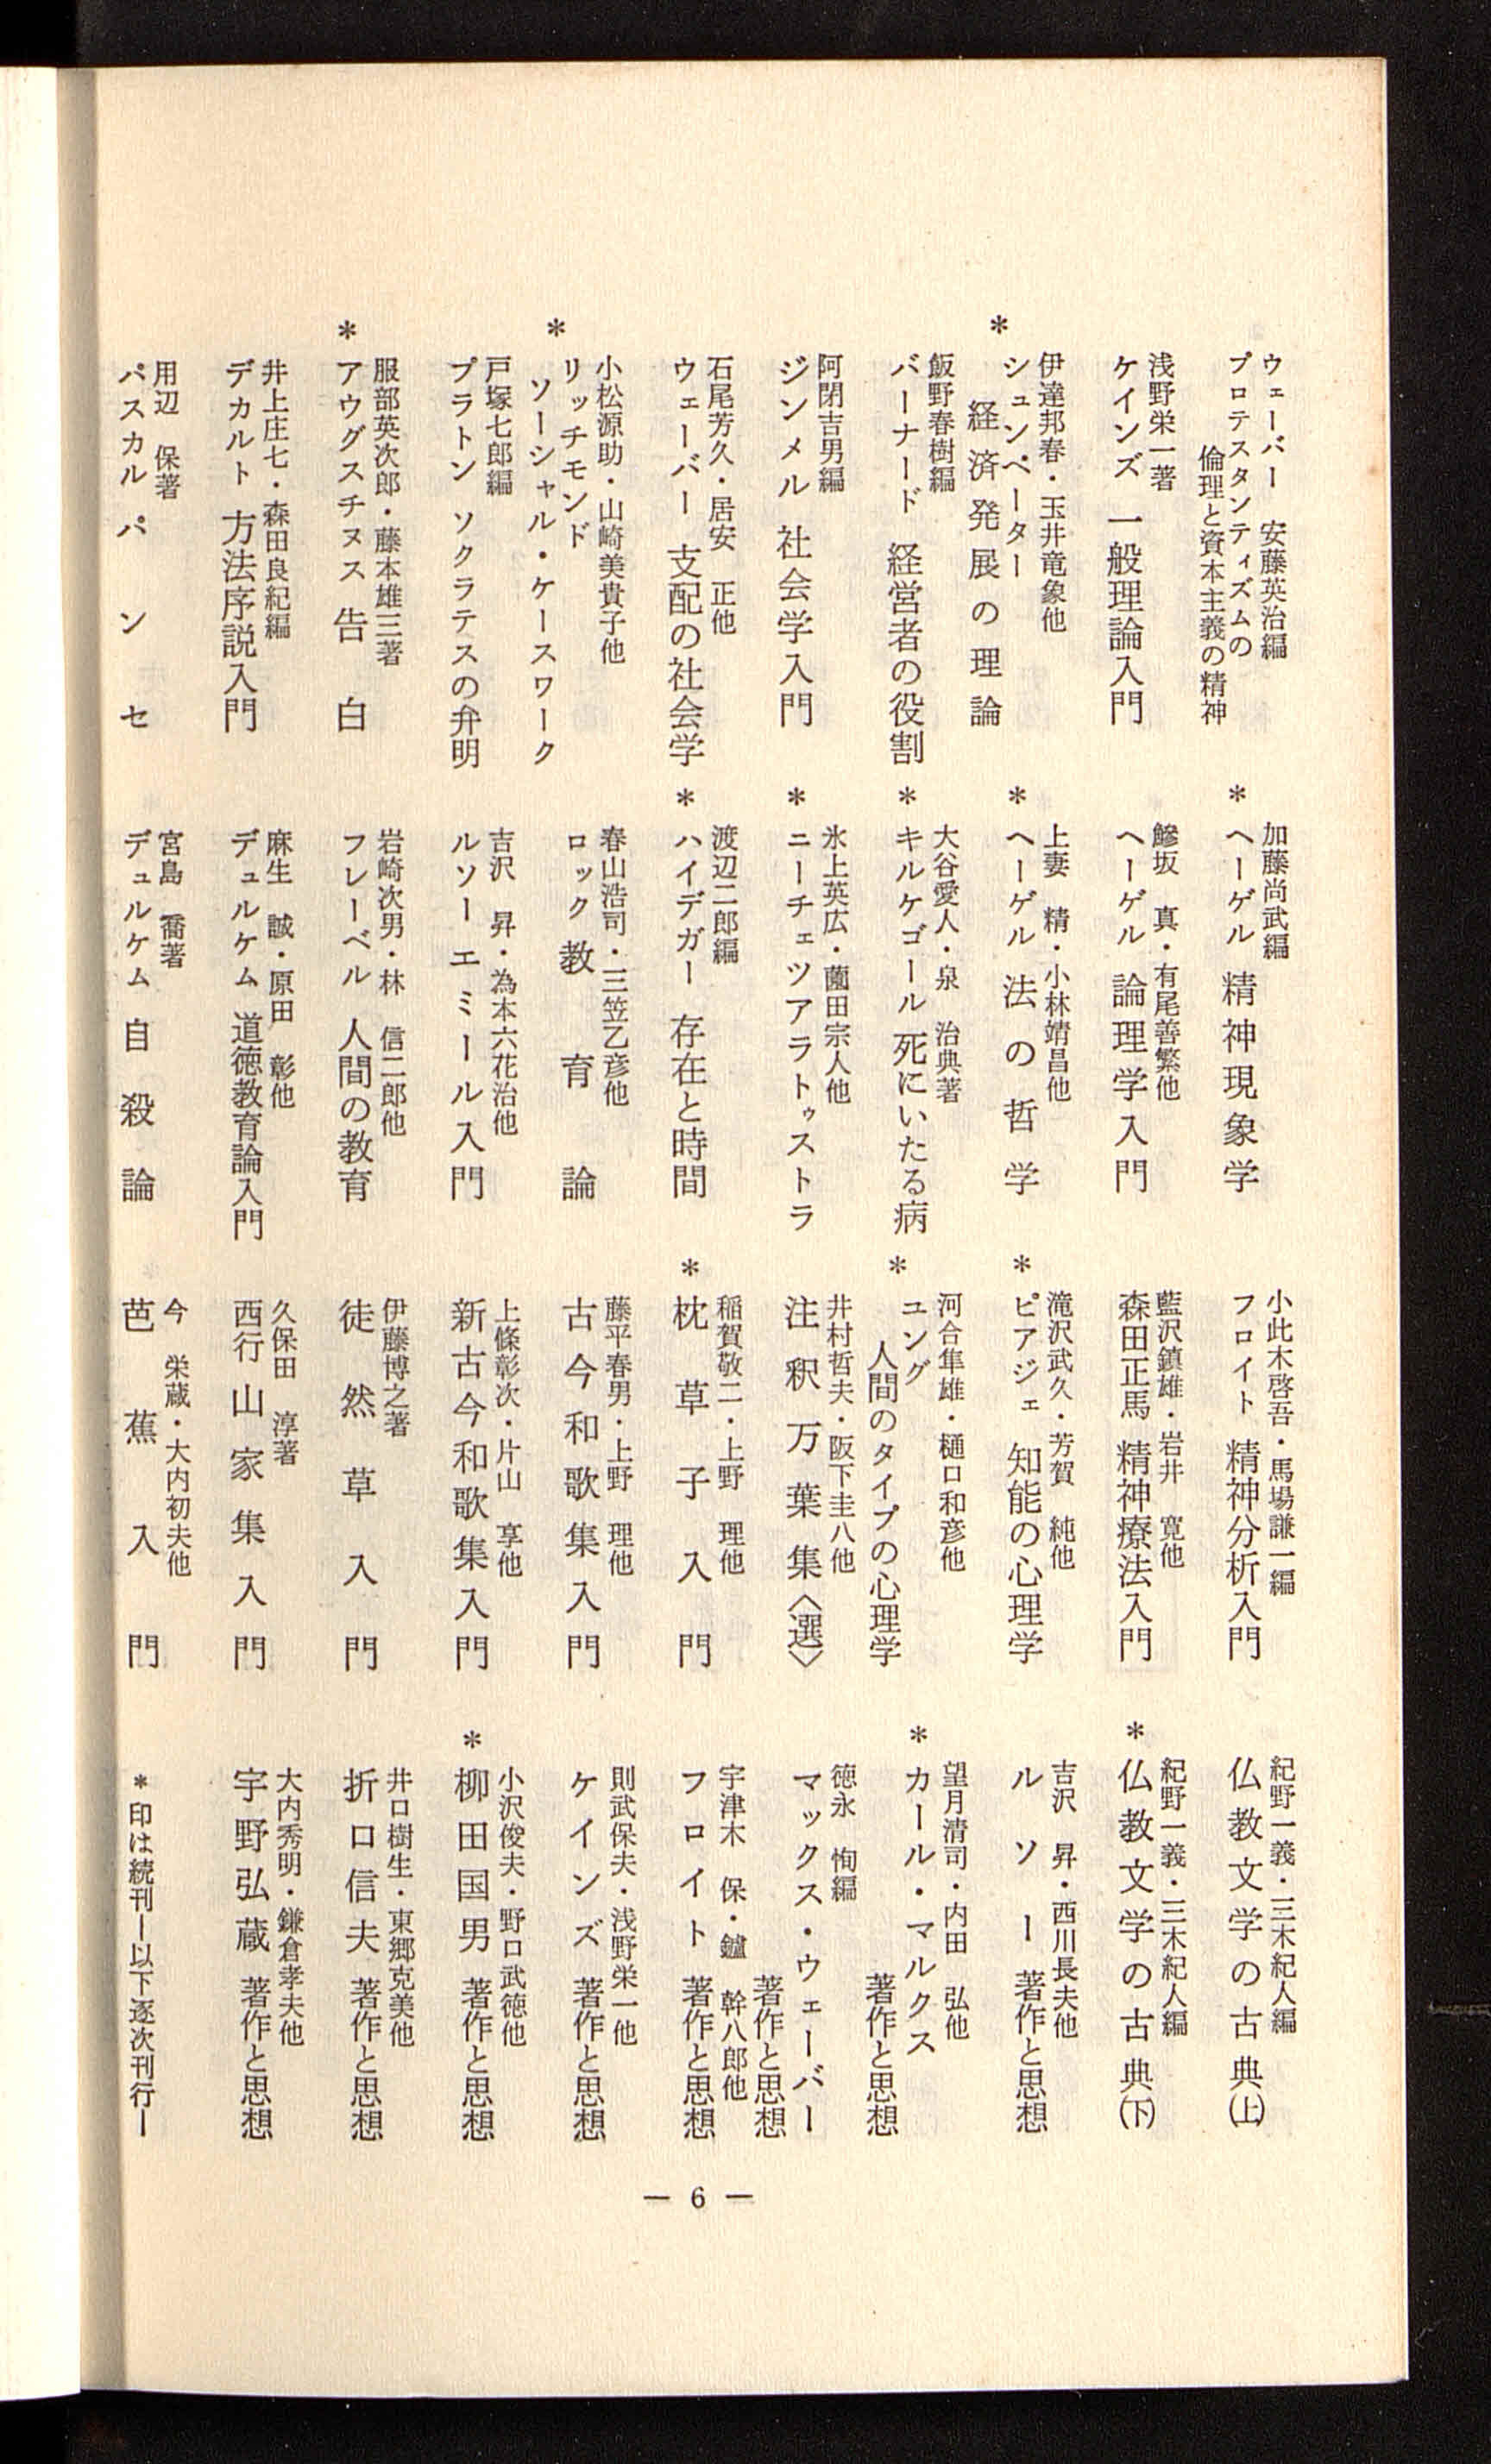 ウェーバー 安藤英治編
プロテスタンティズムの
倫理と資本主義の精神
浅野栄一著
ケインズ 一般理論入門
伊達邦春・玉井竜象他
*シュンペーター
経済発展の理論
飯野春樹編
バーナード 経営者の役割
阿閉吉男編
ジンメル 社会学入門
石尾芳久・居安 正他
ウェーバー 支配の社会学
小松源助・山崎美貴子他
*リッチモンド
ソーシャル・ケースワーク
戸塚七郎編
プラトン ソクラテスの弁明
服部英次郎・藤本雄三著
*アウグスチヌス 告白
井上庄七・森田良紀編
デカルト 方法序説入門
用辺 保著
パスカル パンセ
加藤尚武編
*ヘーゲル 精神現象学
鰺坂 真・有尾善繁他
ヘーゲル 論理学入門
上妻 精・小林靖昌他
*ヘーゲル 法の哲学
大谷愛人・泉 治典著
*キルケゴール 死にいたる病
氷上英広・薗田宗人他
*ニーチェ ツアラトゥストラ
渡辺二郎編
*ハイデガー 存在と時間
春山浩司・三笠乙彦他
ロック 教育論
吉沢 昇・為本六花治他
ルソー エミール入門
岩崎次男・林 信二郎他
フレーベル 人間の教育
麻生 誠・原田 彰他
デュルケム 道徳教育論入門
宮島 喬著
デュルケム 自殺論
小此木啓吾・馬場謙一編
フロイト 精神分析入門
藍沢鎮雄・岩井 寛他
森田正馬 精神療法入門
滝沢武久・芳賀 純他
*ピアジェ 知能の心理学
河合隼雄・樋口和彦他
*ユング
人間のタイプの心理学
井村哲夫・阪下圭八他
注釈 万葉集〈選〉
稲賀敬二・上野 理他
*枕草子入門
藤平春男・上野 理他
古今和歌集入門
上條彰次・片山 享他
新古今和歌集入門
伊藤博之著
徒然草入門
久保田 淳著
西行山家集入門
今 栄蔵・大内初夫他
芭蕉入門
紀野一義・三木紀人編
仏教文学の古典(上)
紀野一義・三木紀人編
*仏教文学の古典(下)
吉沢 昇・西川長夫他
ルソー 著作と思想
望月清司・内田 弘他
*カール・マルクス
著作と思想
徳永 恂編
マックス・ウェーバー
著作と思想
宇津木 保・鑪 幹八郎他
フロイト 著作と思想
則武保夫・浅野栄一他
ケインズ 著作と思想
小沢俊夫・野口武徳他
*柳田国男 著作と思想
井口樹生・東郷克美他
折口信夫 著作と思想
大内秀明・鎌倉孝夫他
宇野弘蔵 著作と思想
*印は続刊—以下逐次刊行—
— 6 —